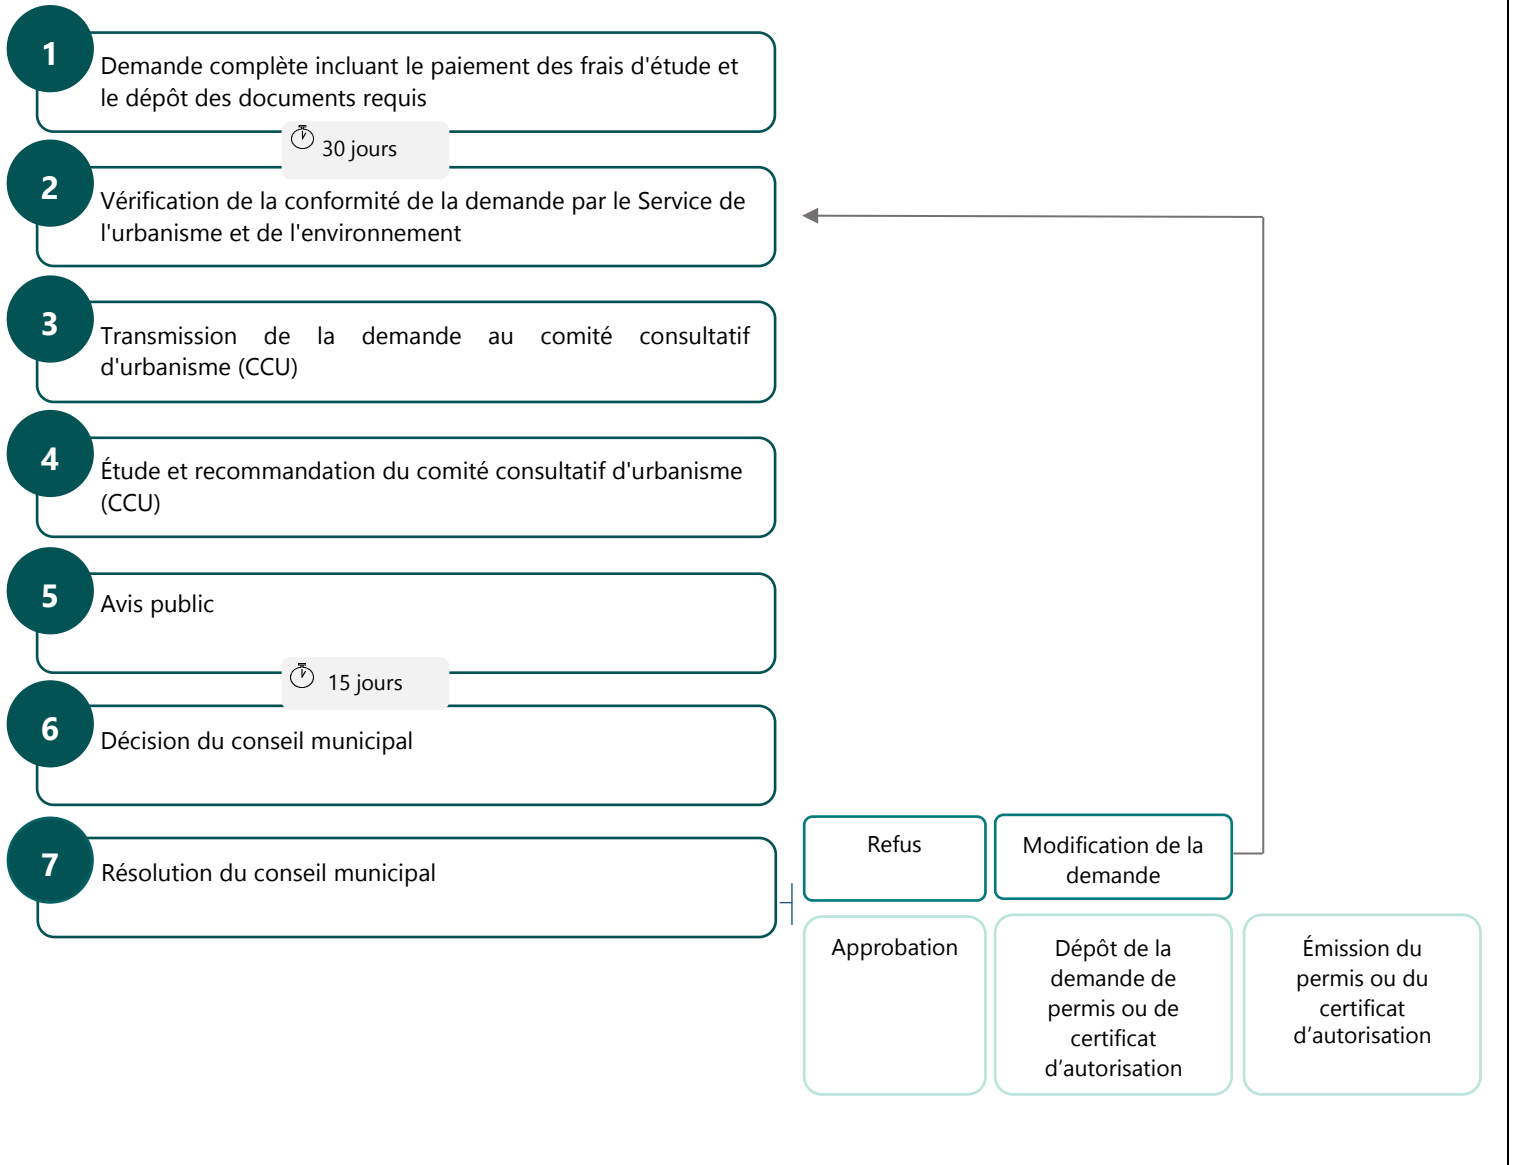 1
Demande complète incluant le paiement des frais d'étude et
le dépôt des documents requis
30 jours
2
Vérification de la conformité de la demande par le Service de
l'urbanisme et de l'environnement
3
Transmission de la demande au comité consultatif
d'urbanisme (CCU)
4
Étude et recommandation du comité consultatif d'urbanisme
(CCU)
5
Avis public
15 jours
6
Décision du conseil municipal
7
Résolution du conseil municipal
Refus
Modification de la
demande
Approbation
Dépôt de la
demande de
permis ou de
certificat
d’autorisation
Émission du
permis ou du
certificat
d’autorisation